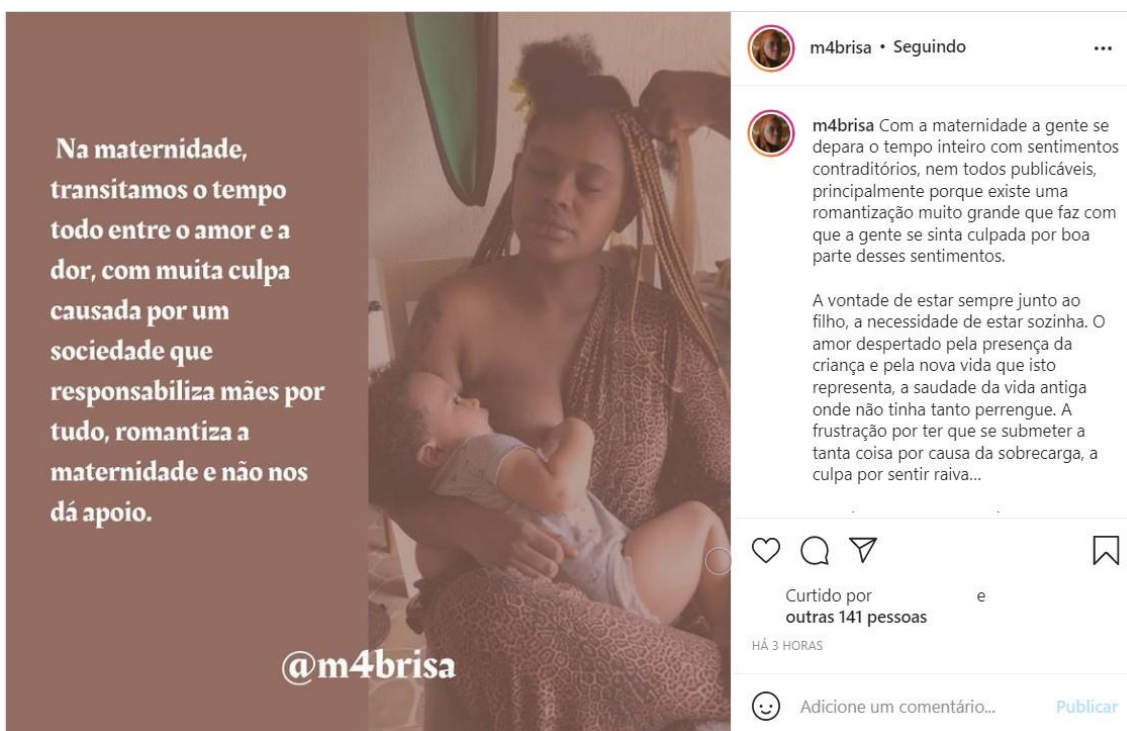 Na maternidade,
transitamos o tempo
todo entre o amor e a
dor, com muita culpa
causada por um
sociedade que
responsabiliza mães por
tudo, romantiza a
maternidade e não nos
dá apoio.
@m4brisa
m4brisa • Seguindo
m4brisa Com a maternidade a gente se
depara o tempo inteiro com sentimentos
contraditórios, nem todos publicáveis,
principalmente porque existe uma
romantização muito grande que faz com
que a gente se sinta culpada por boa
parte desses sentimentos.
A vontade de estar sempre junto ao
filho, a necessidade de estar sozinha. O
amor despertado pela presença da
criança e pela nova vida que isto
representa, a saudade da vida antiga
onde não tinha tanto perrengue. A
frustração por ter que se submeter a
tanta coisa por causa da sobrecarga, a
culpa por sentir raiva...
Curtido por e
outras 141 pessoas
HÁ 3 HORAS
Adicione um comentário... Publicar